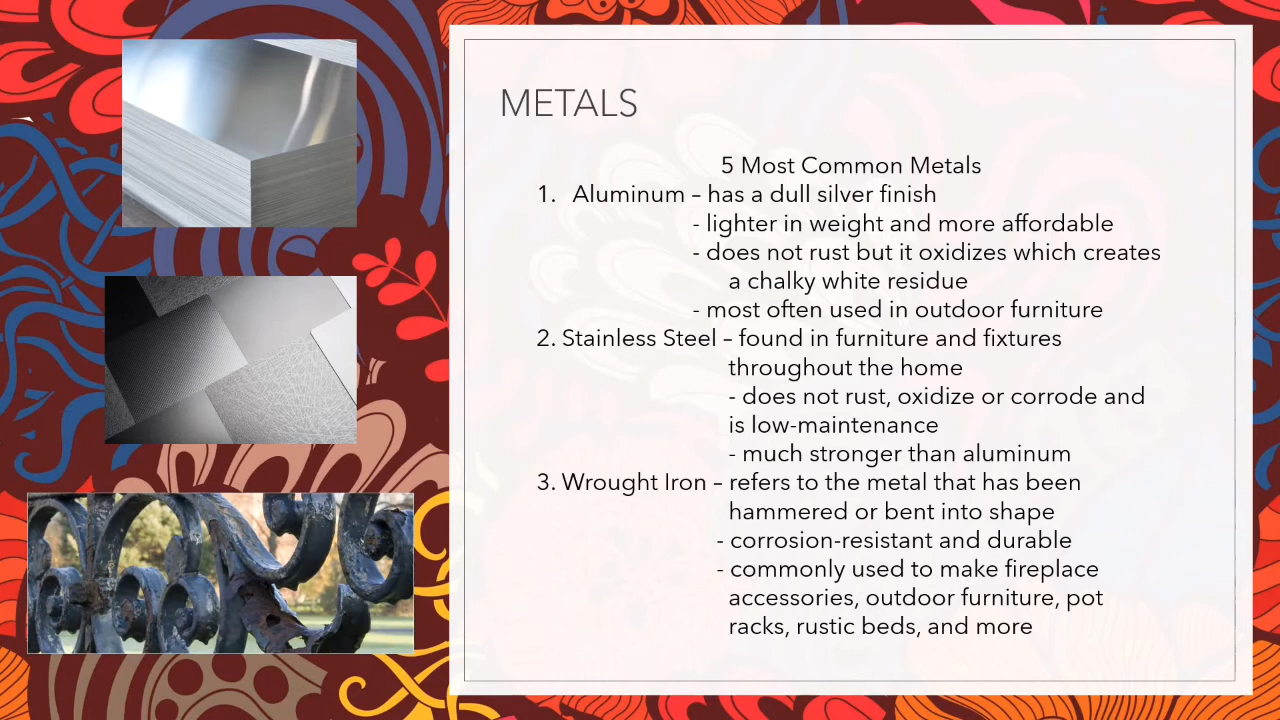 METALS
5 Most Common Metals
1. Aluminum – has a dull silver finish
- lighter in weight and more affordable
- does not rust but it oxidizes which creates
a chalky white residue
- most often used in outdoor furniture
2. Stainless Steel – found in furniture and fixtures
throughout the home
- does not rust, oxidize or corrode and
is low-maintenance
- much stronger than aluminum
3. Wrought Iron – refers to the metal that has been
hammered or bent into shape
- corrosion-resistant and durable
- commonly used to make fireplace
accessories, outdoor furniture, pot
racks, rustic beds, and more